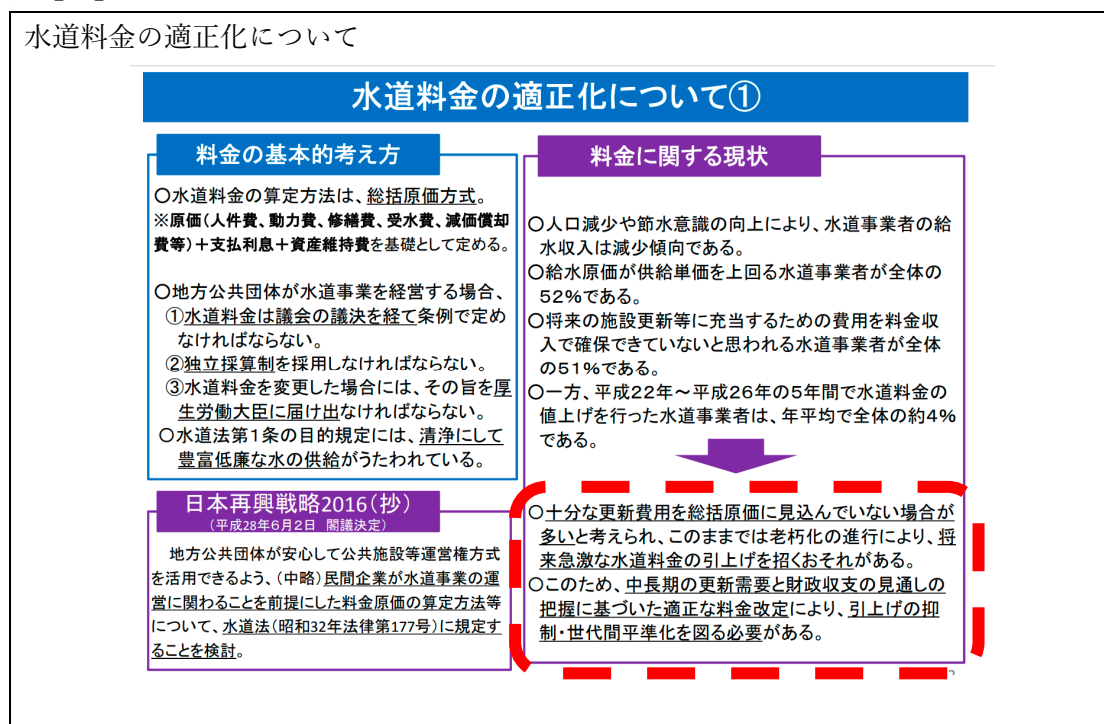 水道料金の適正化について
水道料金の適正化について①
料金の基本的考え方
○水道料金の算定方法は、総括原価方式。
※原価(人件費、動力費、修繕費、受水費、減価償却
費等)＋支払利息＋資産維持費を基礎として定める。
○地方公共団体が水道事業を経営する場合、
①水道料金は議会の議決を経て条例で定め
なければならない。
②独立採算制を採用しなければならない。
③水道料金を変更した場合には、その旨を厚
生労働大臣に届け出なければならない。
○水道法第1条の目的規定には、清浄にして
豊富低廉な水の供給がうたわれている。
日本再興戦略2016(抄)
(平成28年6月2日 閣議決定)
地方公共団体が安心して公共施設等運営権方式
を活用できるよう、(中略)民間企業が水道事業の運
営に関わることを前提にした料金原価の算定方法等
について、水道法(昭和32年法律第177号)に規定す
ることを検討。
料金に関する現状
○人口減少や節水意識の向上により、水道事業者の給
水収入は減少傾向である。
○給水原価が供給単価を上回る水道事業者が全体の
52%である。
○将来の施設更新等に充当するための費用を料金収
入で確保できていないと思われる水道事業者が全体
の51%である。
○一方、平成22年～平成26年の5年間で水道料金の
値上げを行った水道事業者は、年平均で全体の約4%
である。
○十分な更新費用を総括原価に見込んでいない場合が
多いと考えられ、このままでは老朽化の進行により、将
来急激な水道料金の引上げを招くおそれがある。
○このため、中長期の更新需要と財政収支の見通しの
把握に基づいた適正な料金改定により、引上げの抑
制・世代間平準化を図る必要がある。